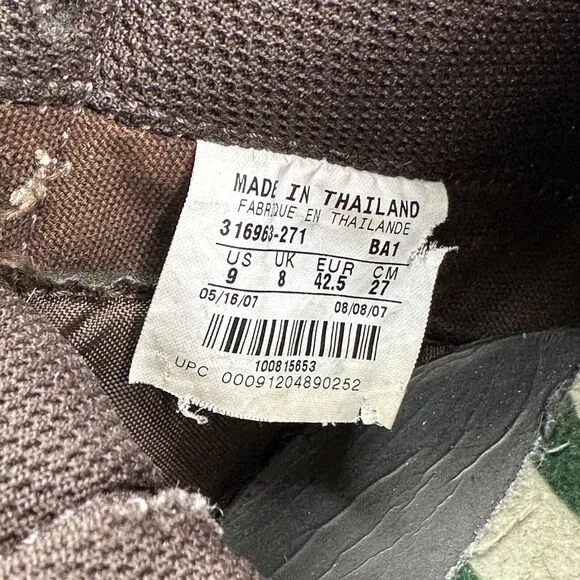 MADE IN THAILAND
FABRIQUE EN THAILANDE
316963-271 BA1
US UK EUR CM
9 8 42.5 27
05/16/07 08/08/07
100815653
UPC 00091204890252